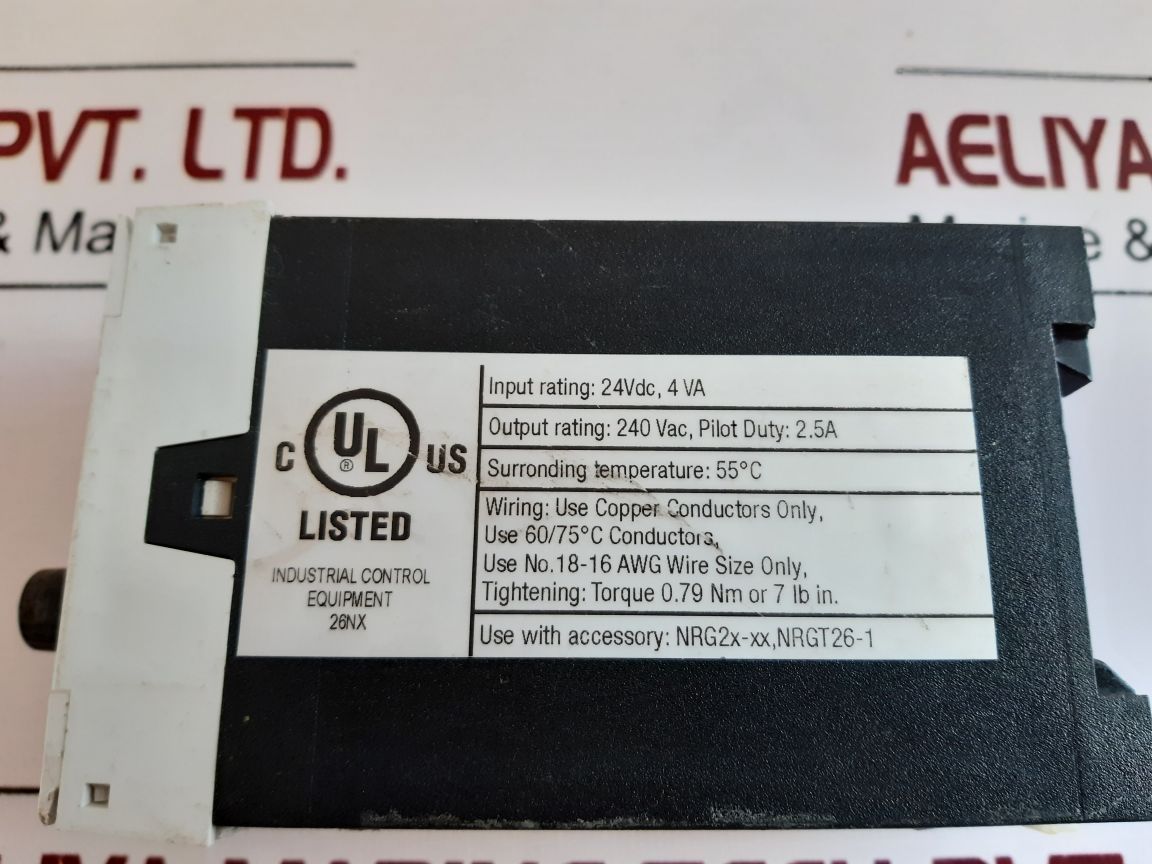 PVT. LTD.
& Ma
AELIYA
Marine &
C UL ® US
LISTED
INDUSTRIAL CONTROL
EQUIPMENT
26NX
Input rating: 24Vdc, 4 VA
Output rating: 240 Vac, Pilot Duty: 2.5A
Surronding temperature: 55°C
Wiring: Use Copper Conductors Only,
Use 60/75°C Conductors,
Use No.18-16 AWG Wire Size Only,
Tightening: Torque 0.79 Nm or 7 lb in.
Use with accessory: NRG2x-xx,NRGT26-1